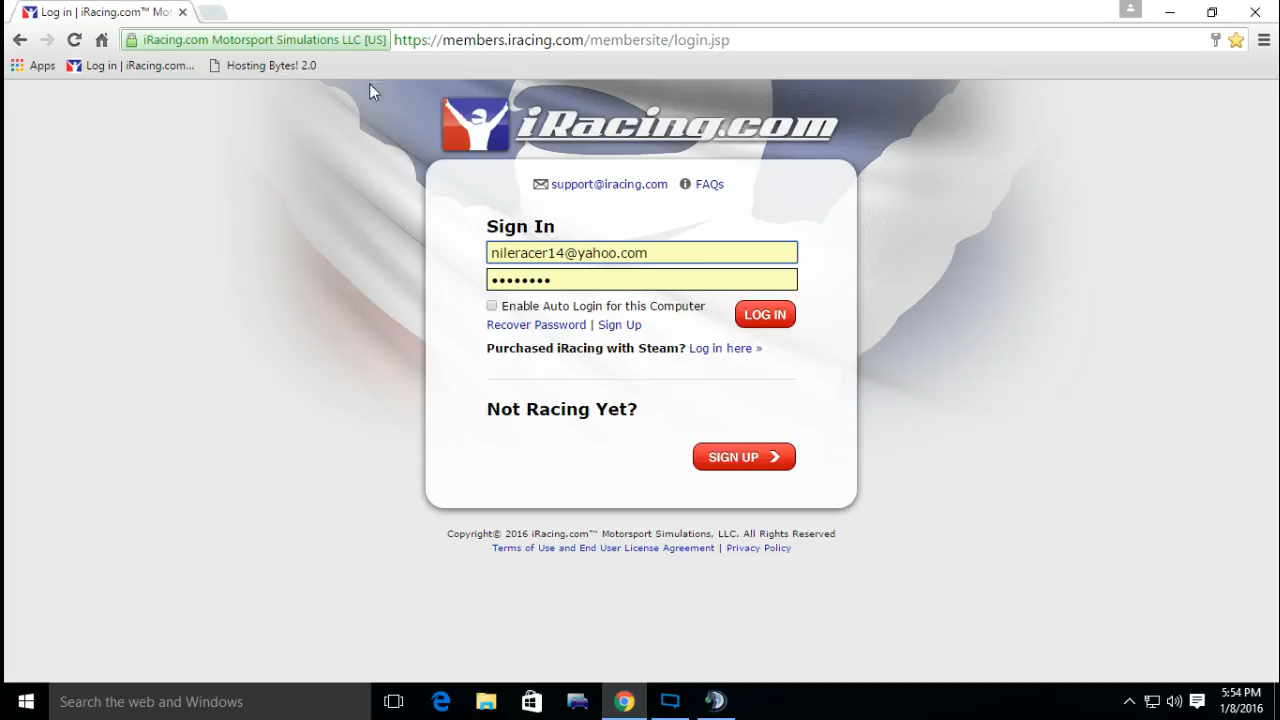 Log in | iRacing.com™ Mo
iRacing.com Motorsport Simulations LLC [US] https://members.iracing.com/membersite/login.jsp
Apps Log in | iRacing.com... Hosting Bytes! 2.0
iRacing.com
support@iracing.com FAQs
Sign In
nileracer14@yahoo.com
••••••••
Enable Auto Login for this Computer
LOG IN
Recover Password | Sign Up
Purchased iRacing with Steam? Log in here »
Not Racing Yet?
SIGN UP
Copyright© 2016 iRacing.com™ Motorsport Simulations, LLC. All Rights Reserved
Terms of Use and End User License Agreement | Privacy Policy
Search the web and Windows
5:54 PM
1/8/2016